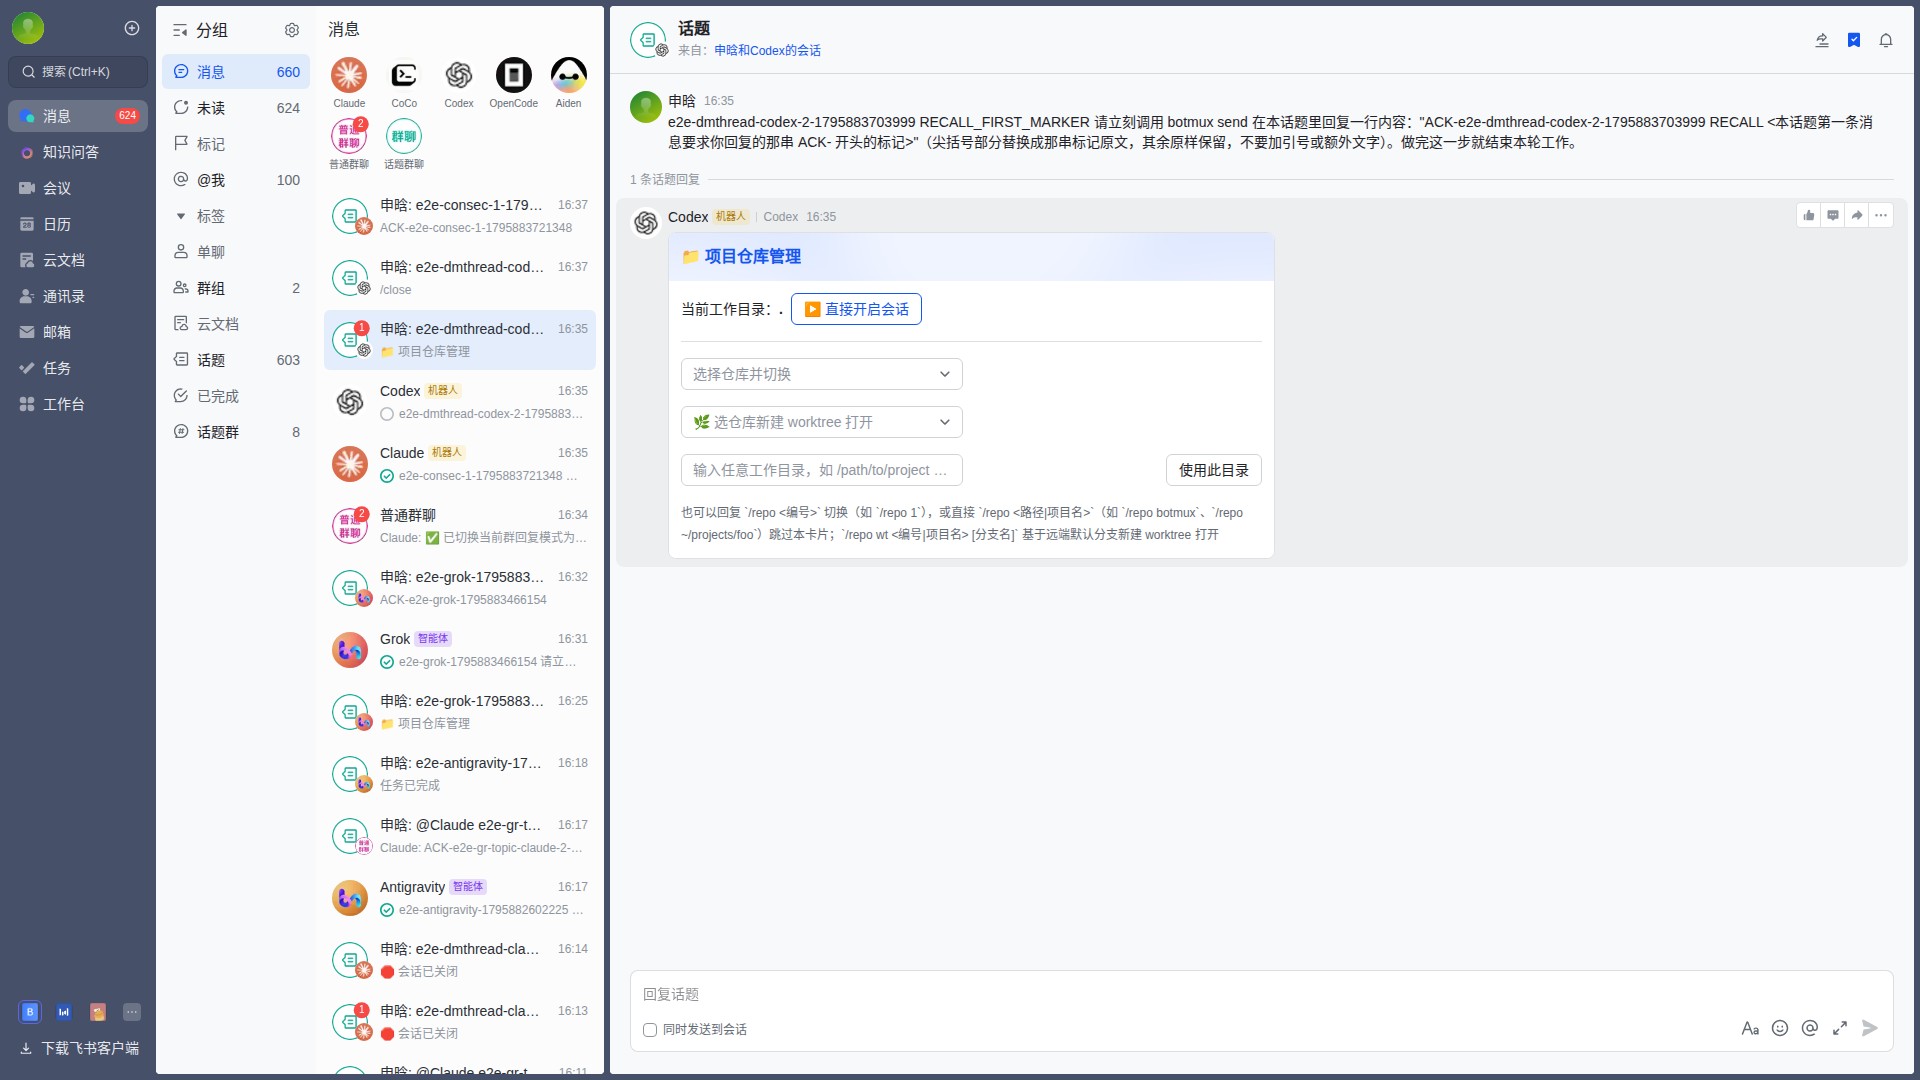 搜索 (Ctrl+K)
消息 624
知识问答
会议
日历
云文档
通讯录
邮箱
任务
工作台
下载飞书客户端
分组
消息 660
未读 624
标记
@我 100
标签
单聊
群组 2
云文档
话题 603
已完成
话题群 8
消息
Claude CoCo Codex OpenCode Aiden
普通群聊 2
群聊
普通群聊 话题群聊
申晗: e2e-consec-1-179… 16:37
ACK-e2e-consec-1-1795883721348
申晗: e2e-dmthread-cod… 16:37
/close
1
申晗: e2e-dmthread-cod… 16:35
📁 项目仓库管理
Codex 机器人 16:35
e2e-dmthread-codex-2-1795883…
Claude 机器人 16:35
e2e-consec-1-1795883721348 …
普通群聊 2
普通群聊 16:34
Claude: ✅ 已切换当前群回复模式为…
申晗: e2e-grok-1795883… 16:32
ACK-e2e-grok-1795883466154
Grok 智能体 16:31
e2e-grok-1795883466154 请立…
申晗: e2e-grok-1795883… 16:25
📁 项目仓库管理
申晗: e2e-antigravity-17… 16:18
任务已完成
申晗: @Claude e2e-gr-t… 16:17
Claude: ACK-e2e-gr-topic-claude-2-…
Antigravity 智能体 16:17
e2e-antigravity-1795882602225 …
申晗: e2e-dmthread-cla… 16:14
🛑 会话已关闭
1
申晗: e2e-dmthread-cla… 16:13
🛑 会话已关闭
申晗: @Claude e2e-gr-t… 16:11
话题
来自：申晗和Codex的会话
申晗 16:35
e2e-dmthread-codex-2-1795883703999 RECALL_FIRST_MARKER 请立刻调用 botmux send 在本话题里回复一行内容："ACK-e2e-dmthread-codex-2-1795883703999 RECALL <本话题第一条消
息要求你回复的那串 ACK- 开头的标记>"（尖括号部分替换成那串标记原文，其余原样保留，不要加引号或额外文字）。做完这一步就结束本轮工作。
1 条话题回复
Codex 机器人 | Codex 16:35
📁 项目仓库管理
当前工作目录：. ▶️ 直接开启会话
选择仓库并切换
🌿 选仓库新建 worktree 打开
输入任意工作目录，如 /path/to/project … 使用此目录
也可以回复 `/repo <编号>` 切换（如 `/repo 1`），或直接 `/repo <路径|项目名>`（如 `/repo botmux`、`/repo
~/projects/foo`）跳过本卡片；`/repo wt <编号|项目名> [分支名]` 基于远端默认分支新建 worktree 打开
回复话题
同时发送到会话